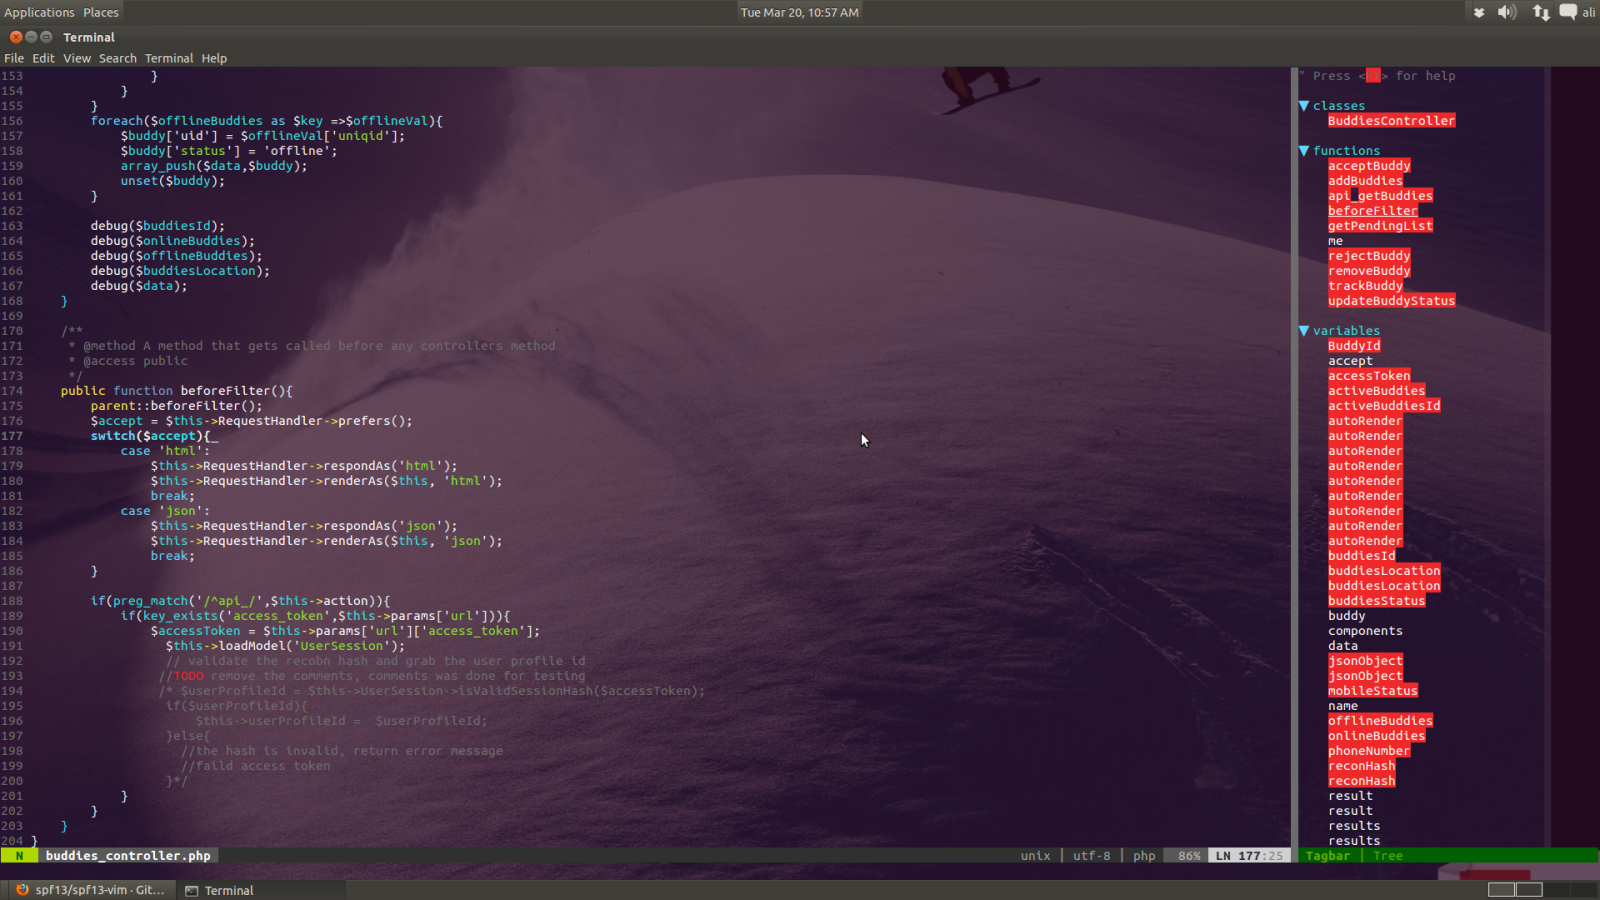 Applications Places
Tue Mar 20, 10:57 AM
ali
Terminal
File Edit View Search Terminal Help
153 }
154 }
155 }
156 foreach($offlineBuddies as $key =>$offlineVal){
157 $buddy['uid'] = $offlineVal['uniqid'];
158 $buddy['status'] = 'offline';
159 array_push($data,$buddy);
160 unset($buddy);
161 }
162
163 debug($buddiesId);
164 debug($onlineBuddies);
165 debug($offlineBuddies);
166 debug($buddiesLocation);
167 debug($data);
168 }
169
170 /**
171 * @method A method that gets called before any controllers method
172 * @access public
173 */
174 public function beforeFilter(){
175 parent::beforeFilter();
176 $accept = $this->RequestHandler->prefers();
177 switch($accept){_
178 case 'html':
179 $this->RequestHandler->respondAs('html');
180 $this->RequestHandler->renderAs($this, 'html');
181 break;
182 case 'json':
183 $this->RequestHandler->respondAs('json');
184 $this->RequestHandler->renderAs($this, 'json');
185 break;
186 }
187
188 if(preg_match('/^api_/',$this->action)){
189 if(key_exists('access_token',$this->params['url'])){
190 $accessToken = $this->params['url']['access_token'];
191 $this->loadModel('UserSession');
192 // validate the recobn hash and grab the user profile id
193 //TODO remove the comments, comments was done for testing
194 /* $userProfileId = $this->UserSession->isValidSessionHash($accessToken);
195 if($userProfileId){
196 $this->userProfileId = $userProfileId;
197 }else{
198 //the hash is invalid, return error message
199 //faild access token
200 }*/
201 }
202 }
203 }
204 }
N buddies_controller.php
unix | utf-8 | php 86% LN 177:25
" Press < > for help
▼ classes
BuddiesController
▼ functions
acceptBuddy
addBuddies
api_getBuddies
beforeFilter
getPendingList
me
rejectBuddy
removeBuddy
trackBuddy
updateBuddyStatus
▼ variables
BuddyId
accept
accessToken
activeBuddies
activeBuddiesId
autoRender
autoRender
autoRender
autoRender
autoRender
autoRender
autoRender
autoRender
autoRender
buddiesId
buddiesLocation
buddiesLocation
buddiesStatus
buddy
components
data
jsonObject
jsonObject
mobileStatus
name
offlineBuddies
onlineBuddies
phoneNumber
reconHash
reconHash
result
result
results
results
Tagbar | Tree
spf13/spf13-vim - Git...
Terminal